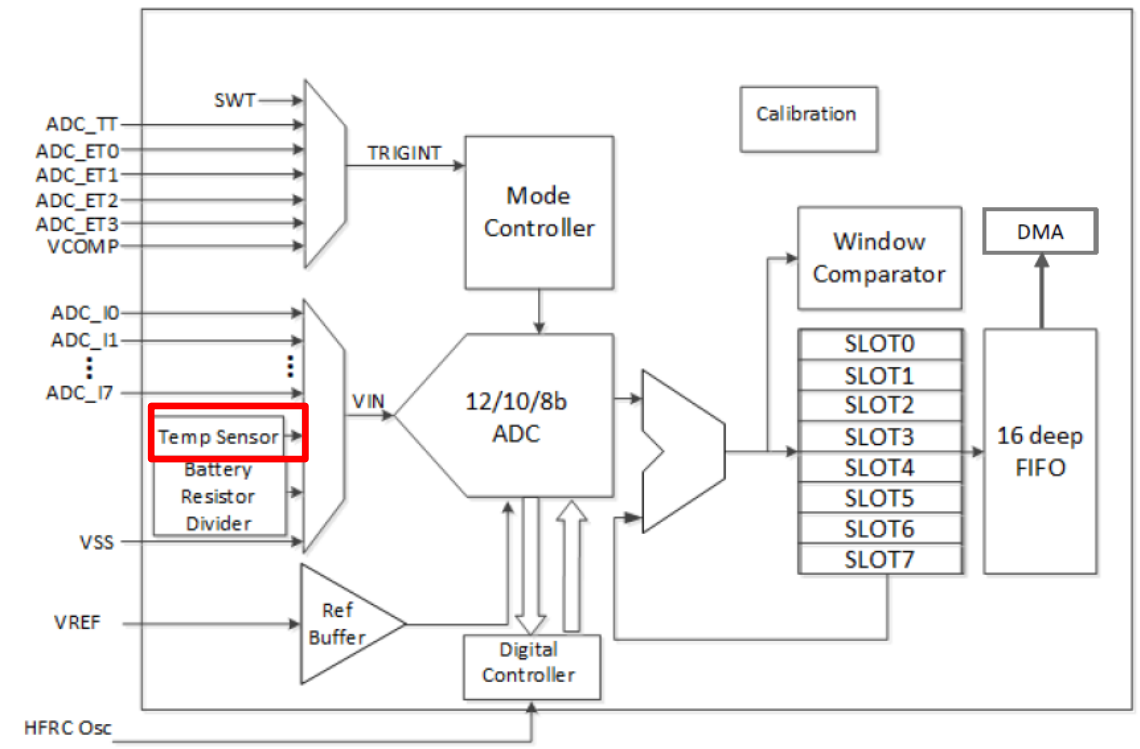 SWT
ADC_TT
ADC_ET0
ADC_ET1
ADC_ET2
ADC_ET3
VCOMP
TRIGINT
Mode
Controller
Calibration
Window
Comparator
DMA
ADC_I0
ADC_I1
ADC_I7
Temp Sensor
Battery
Resistor
Divider
VSS
VIN
12/10/8b
ADC
SLOT0
SLOT1
SLOT2
SLOT3
SLOT4
SLOT5
SLOT6
SLOT7
16 deep
FIFO
VREF
Ref
Buffer
Digital
Controller
HFRC Osc